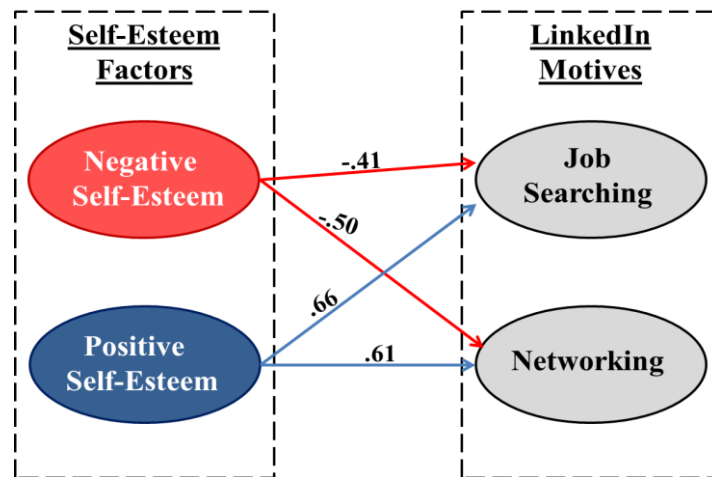 Self-Esteem
Factors
LinkedIn
Motives
Negative
Self-Esteem
-.41
Job
Searching
-.50
.66
Positive
Self-Esteem
.61
Networking